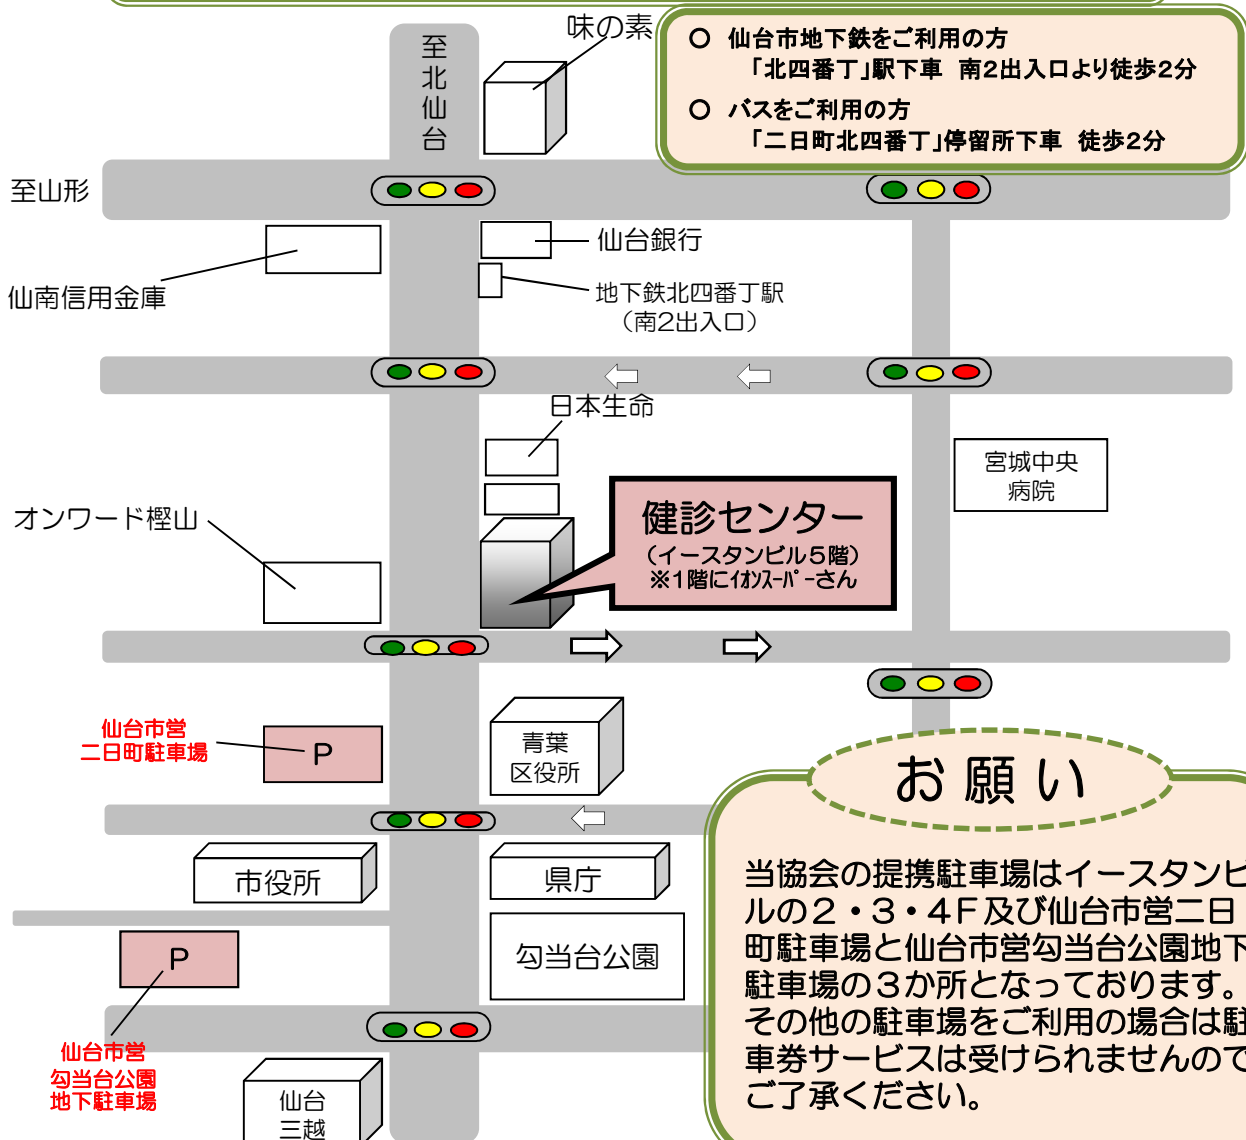 味の素
○ 仙台市地下鉄をご利用の方
「北四番丁」駅下車 南2出入口より徒歩2分
○ バスをご利用の方
「二日町北四番丁」停留所下車 徒歩2分
至北仙台
至山形
仙台銀行
仙南信用金庫
地下鉄北四番丁駅
（南2出入口）
日本生命
宮城中央
病院
オンワード樫山
健診センター
（イースタンビル５階）
※１階にｲｵﾝｽｰﾊﾟｰさん
仙台市営
二日町駐車場
P
青葉
区役所
市役所
県庁
P
勾当台公園
仙台市営
勾当台公園
地下駐車場
仙台
三越
お 願 い
当協会の提携駐車場はイースタンビ
ルの２・３・４Ｆ及び仙台市営二日
町駐車場と仙台市営勾当台公園地下
駐車場の３か所となっております。
その他の駐車場をご利用の場合は駐
車券サービスは受けられませんので
ご了承ください。